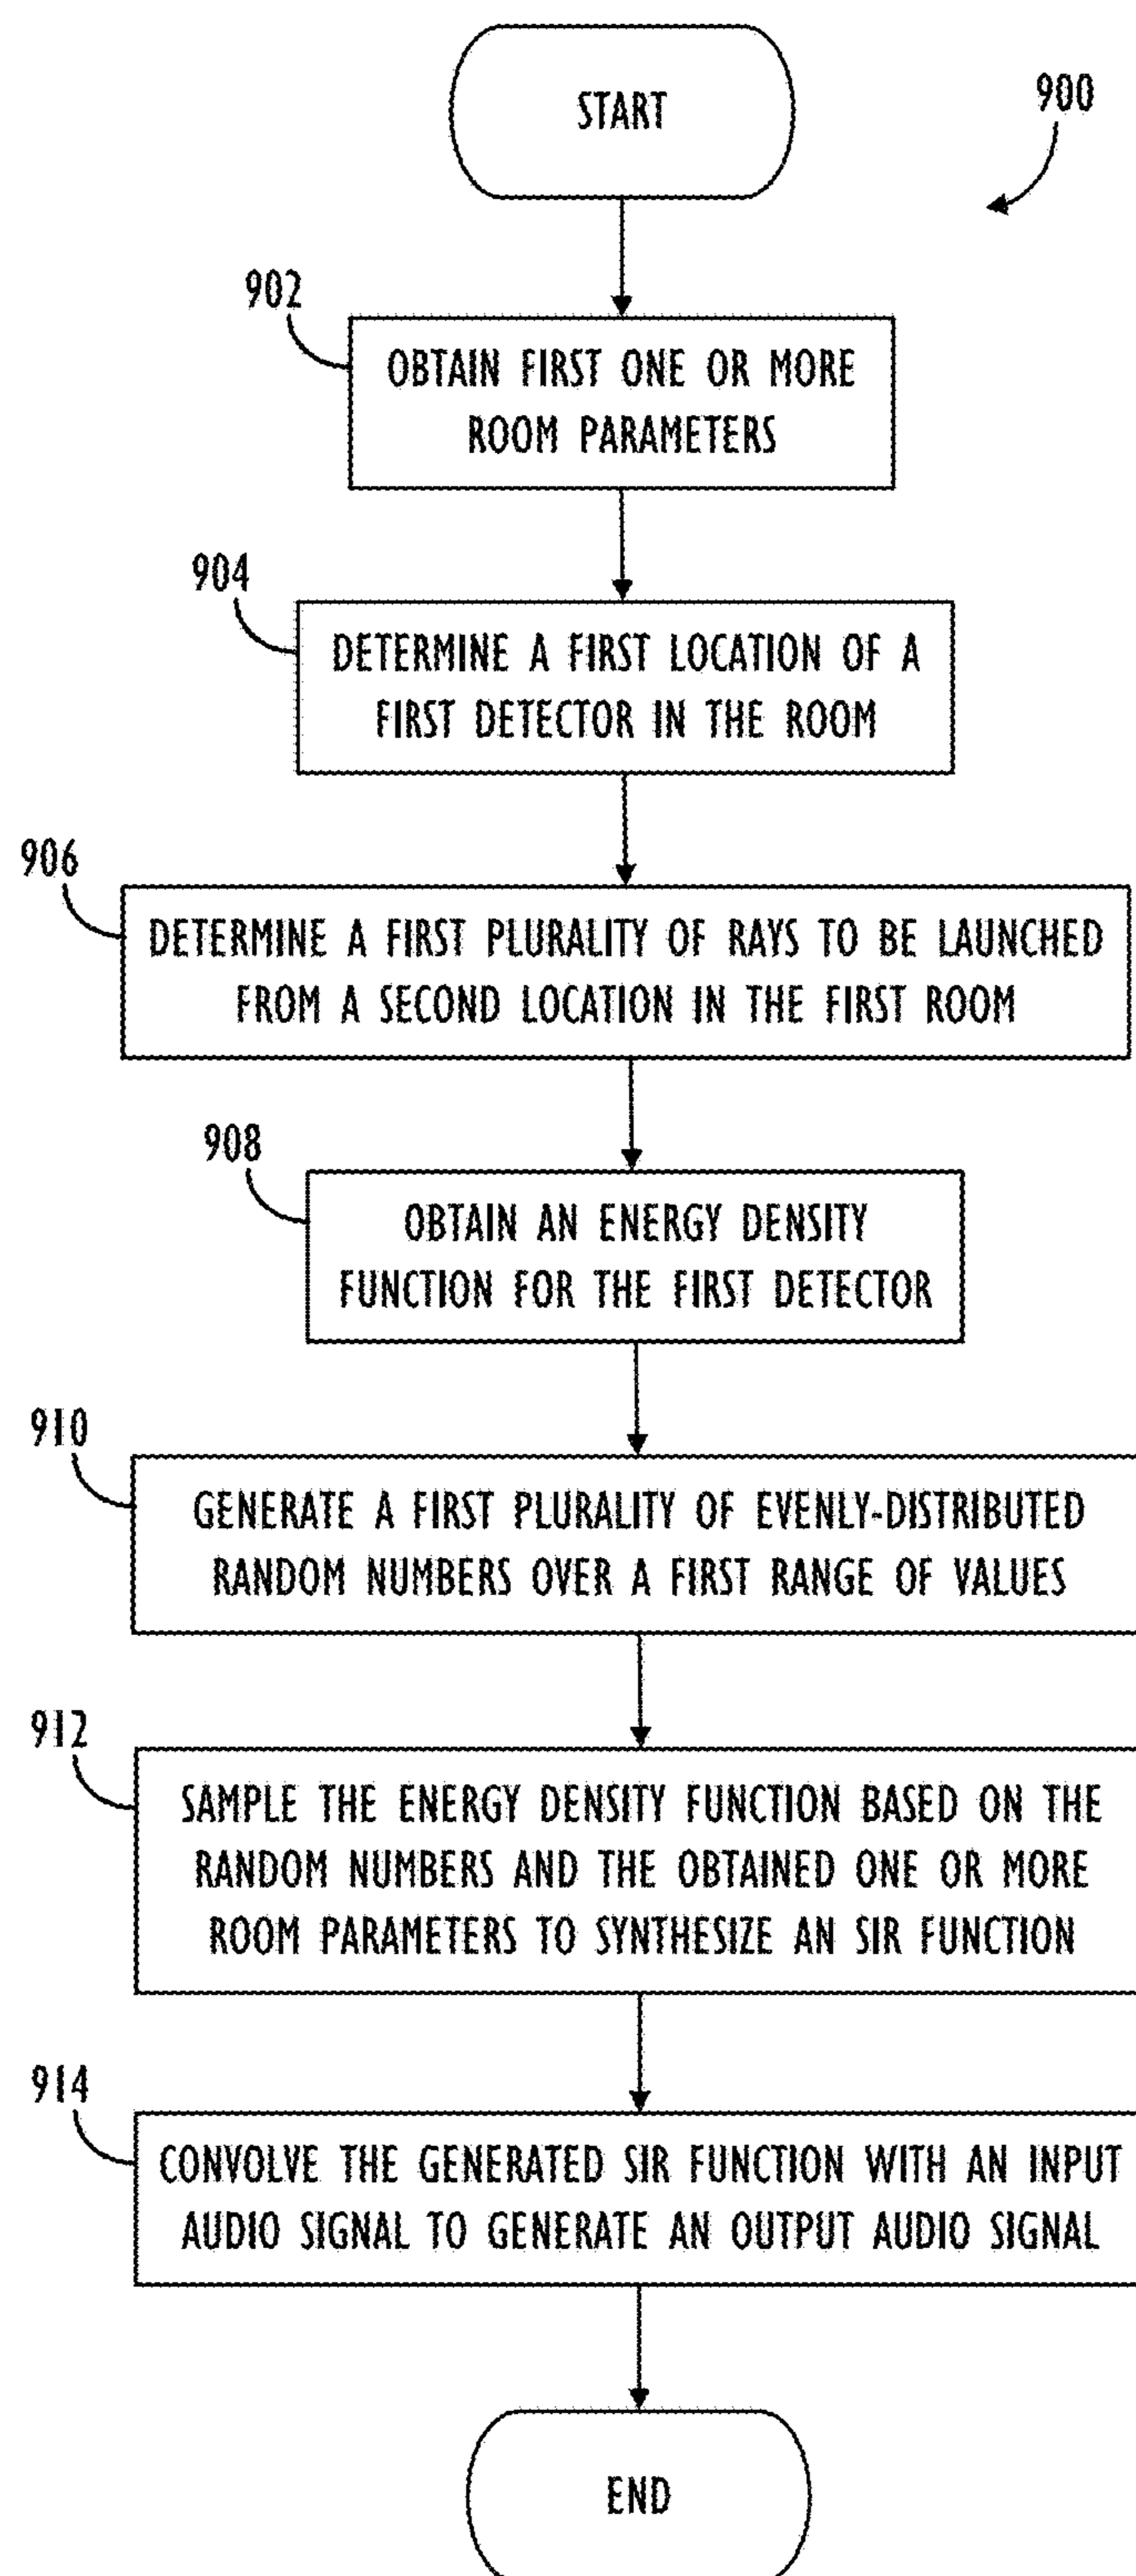 START
900
902
OBTAIN FIRST ONE OR MORE
ROOM PARAMETERS
904
DETERMINE A FIRST LOCATION OF A
FIRST DETECTOR IN THE ROOM
906
DETERMINE A FIRST PLURALITY OF RAYS TO BE LAUNCHED
FROM A SECOND LOCATION IN THE FIRST ROOM
908
OBTAIN AN ENERGY DENSITY
FUNCTION FOR THE FIRST DETECTOR
910
GENERATE A FIRST PLURALITY OF EVENLY-DISTRIBUTED
RANDOM NUMBERS OVER A FIRST RANGE OF VALUES
912
SAMPLE THE ENERGY DENSITY FUNCTION BASED ON THE
RANDOM NUMBERS AND THE OBTAINED ONE OR MORE
ROOM PARAMETERS TO SYNTHESIZE AN SIR FUNCTION
914
CONVOLVE THE GENERATED SIR FUNCTION WITH AN INPUT
AUDIO SIGNAL TO GENERATE AN OUTPUT AUDIO SIGNAL
END